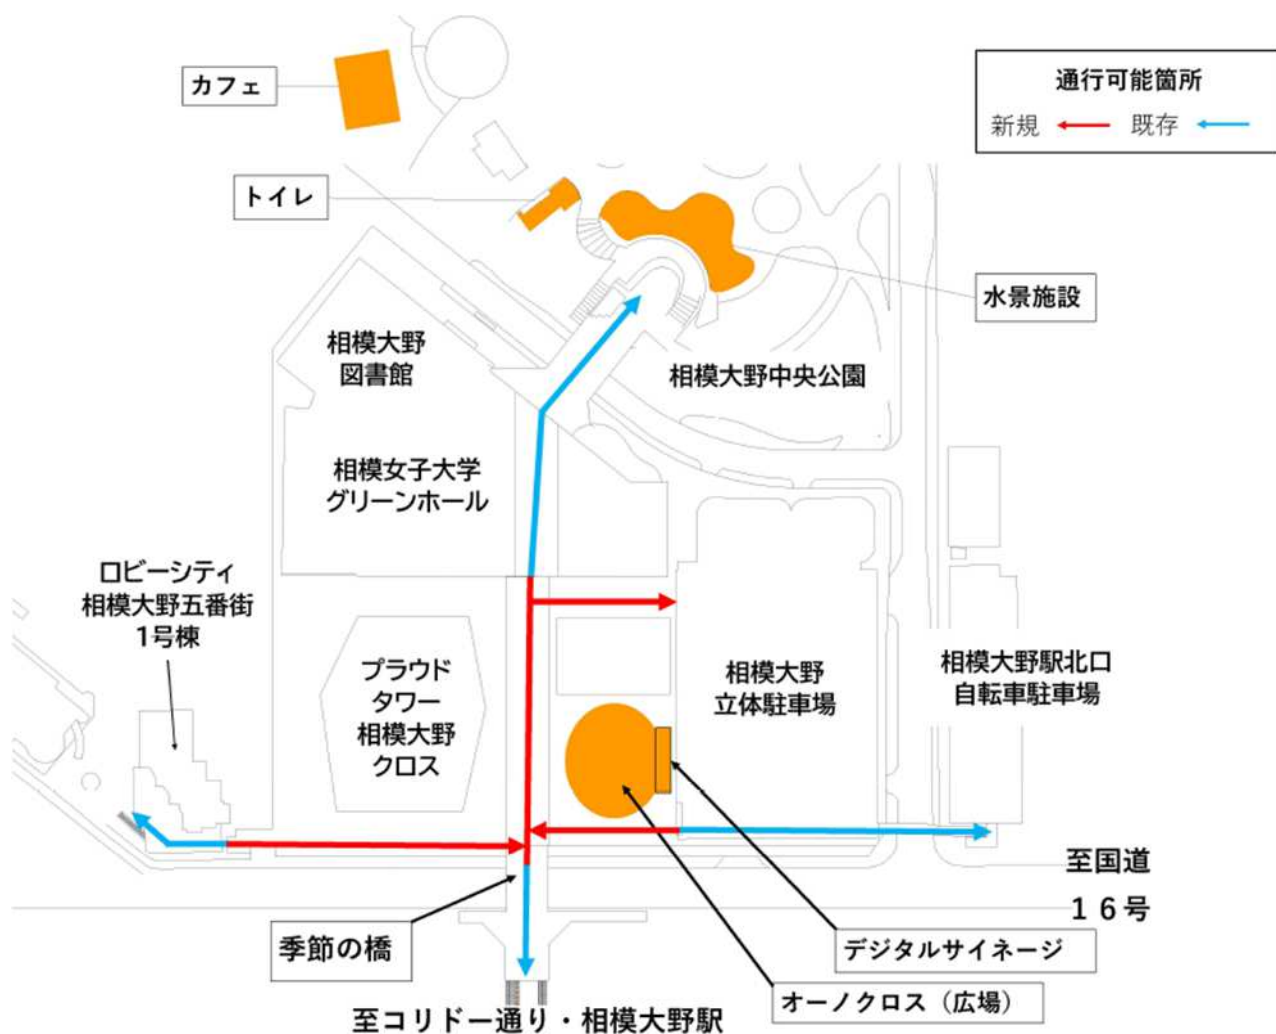 カフェ
通行可能箇所
新規 既存
トイレ
水景施設
相模大野
図書館
相模大野中央公園
相模女子大学
グリーンホール
ロビーシティ
相模大野五番街
1号棟
プラウド
タワー
相模大野
クロス
相模大野
立体駐車場
相模大野駅北口
自転車駐車場
至国道
１６号
季節の橋
デジタルサイネージ
オーノクロス（広場）
至コリドー通り・相模大野駅